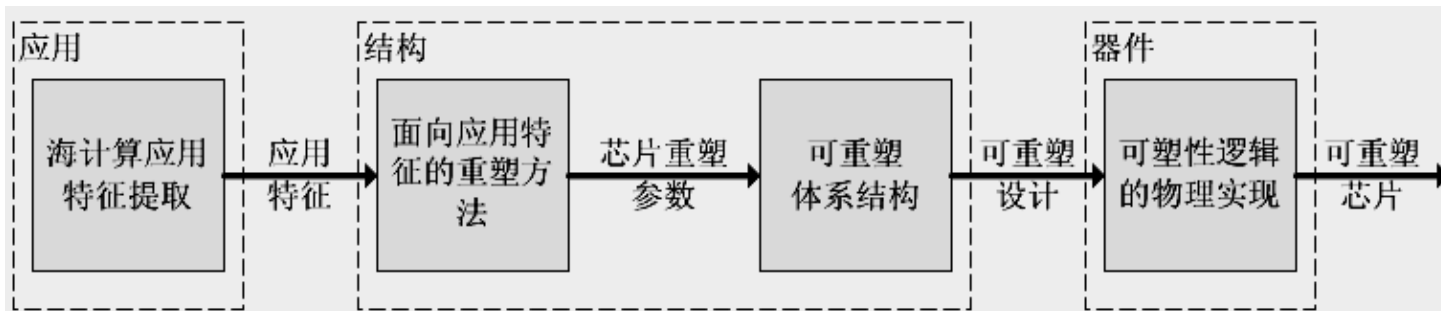 应用
海计算应用
特征提取
应用
特征
结构
面向应用特
征的重塑方
法
芯片重塑
参数
可重塑
体系结构
可重塑
设计
器件
可塑性逻辑
的物理实现
可重塑
芯片